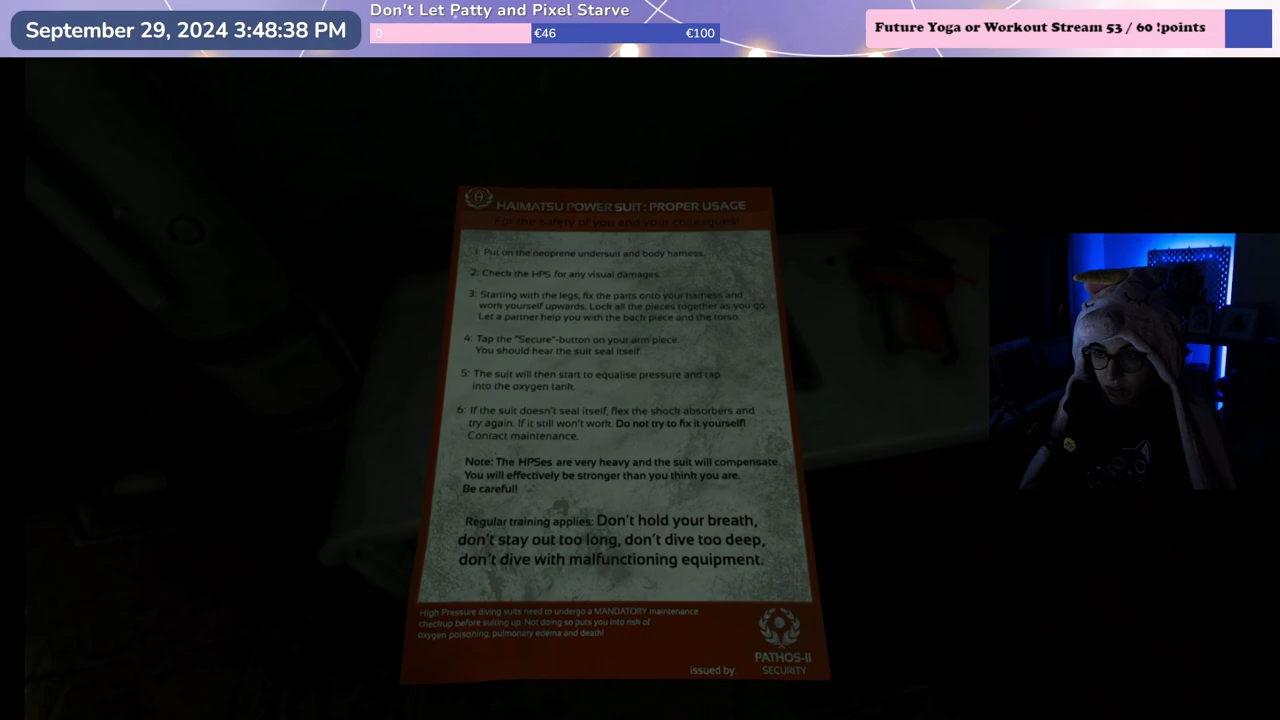 September 29, 2024 3:48:38 PM
Don't Let Patty and Pixel Starve
0
€46
€100
Future Yoga or Workout Stream 53 / 60 !points
HAIMATSU POWER SUIT: PROPER USAGE
For the safety of you and your colleagues!
1: Put on the neoprene undersuit and body harness.
2: Check the HPS for any visual damages.
3: Starting with the legs, fix the parts onto your harness and
work yourself upwards. Lock all the pieces together as you go.
Let a partner help you with the back piece and the torso.
4: Tap the "Secure"-button on your arm piece.
You should hear the suit seal itself.
5: The suit will then start to equalise pressure and tap
into the oxygen tank.
6: If the suit doesn't seal itself, flex the shock absorbers and
try again. If it still won't work. Do not try to fix it yourself!
Contact maintenance.
Note: The HPSes are very heavy and the suit will compensate.
You will effectively be stronger than you think you are.
Be careful!
Regular training applies: Don't hold your breath,
don't stay out too long, don't dive too deep,
don't dive with malfunctioning equipment.
High Pressure diving suits need to undergo a MANDATORY maintenance
checkup before suiting up. Not doing so puts you into risk of
oxygen poisoning, pulmonary edema and death!
issued by:
PATHOS-II
SECURITY